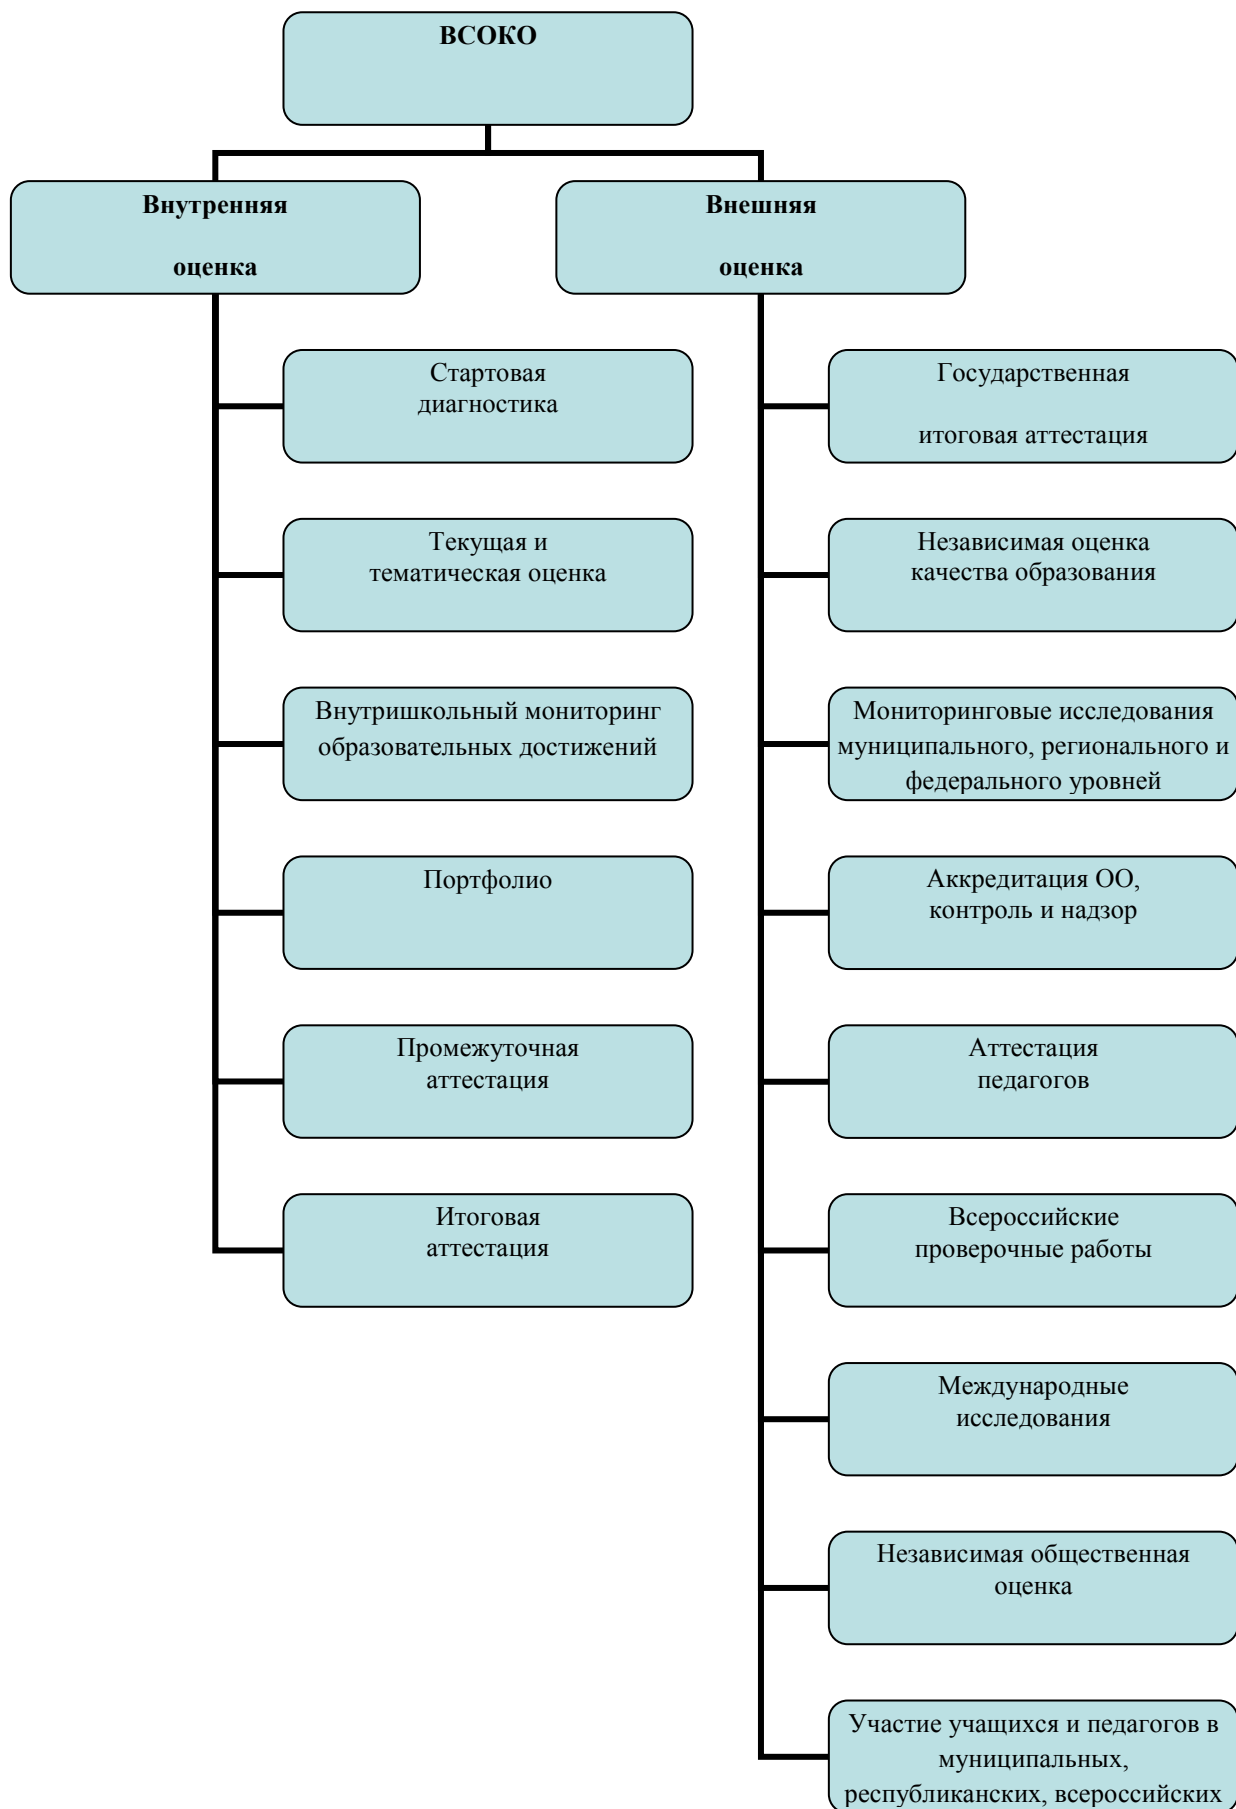 ВСОКО
Внутренняя
оценка
Внешняя
оценка
Стартовая
диагностика
Текущая и
тематическая оценка
Внутришкольный мониторинг
образовательных достижений
Портфолио
Промежуточная
аттестация
Итоговая
аттестация
Государственная
итоговая аттестация
Независимая оценка
качества образования
Мониторинговые исследования
муниципального, регионального и
федерального уровней
Аккредитация ОО,
контроль и надзор
Аттестация
педагогов
Всероссийские
проверочные работы
Международные
исследования
Независимая общественная
оценка
Участие учащихся и педагогов в
муниципальных,
республиканских, всероссийских